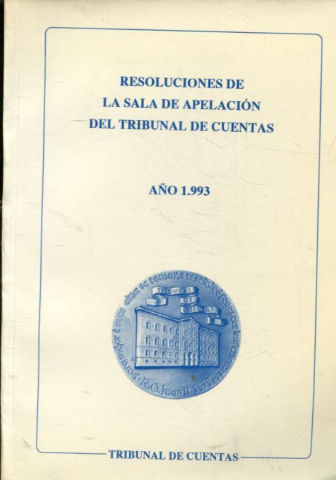 RESOLUCIONES DE
LA SALA DE APELACIÓN
DEL TRIBUNAL DE CUENTAS
AÑO 1.993
TRIBUNAL DE CUENTAS